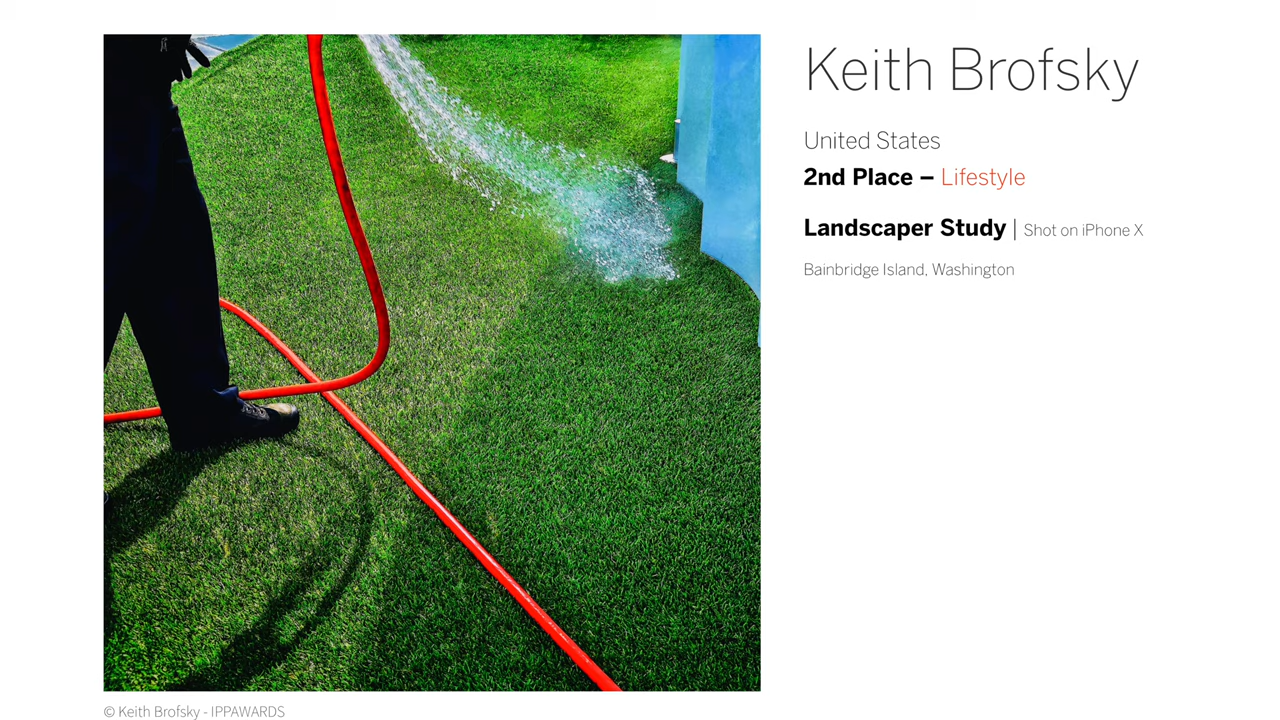 Keith Brofsky
United States
2nd Place – Lifestyle
Landscaper Study | Shot on iPhone X
Bainbridge Island, Washington
© Keith Brofsky - IPPAWARDS